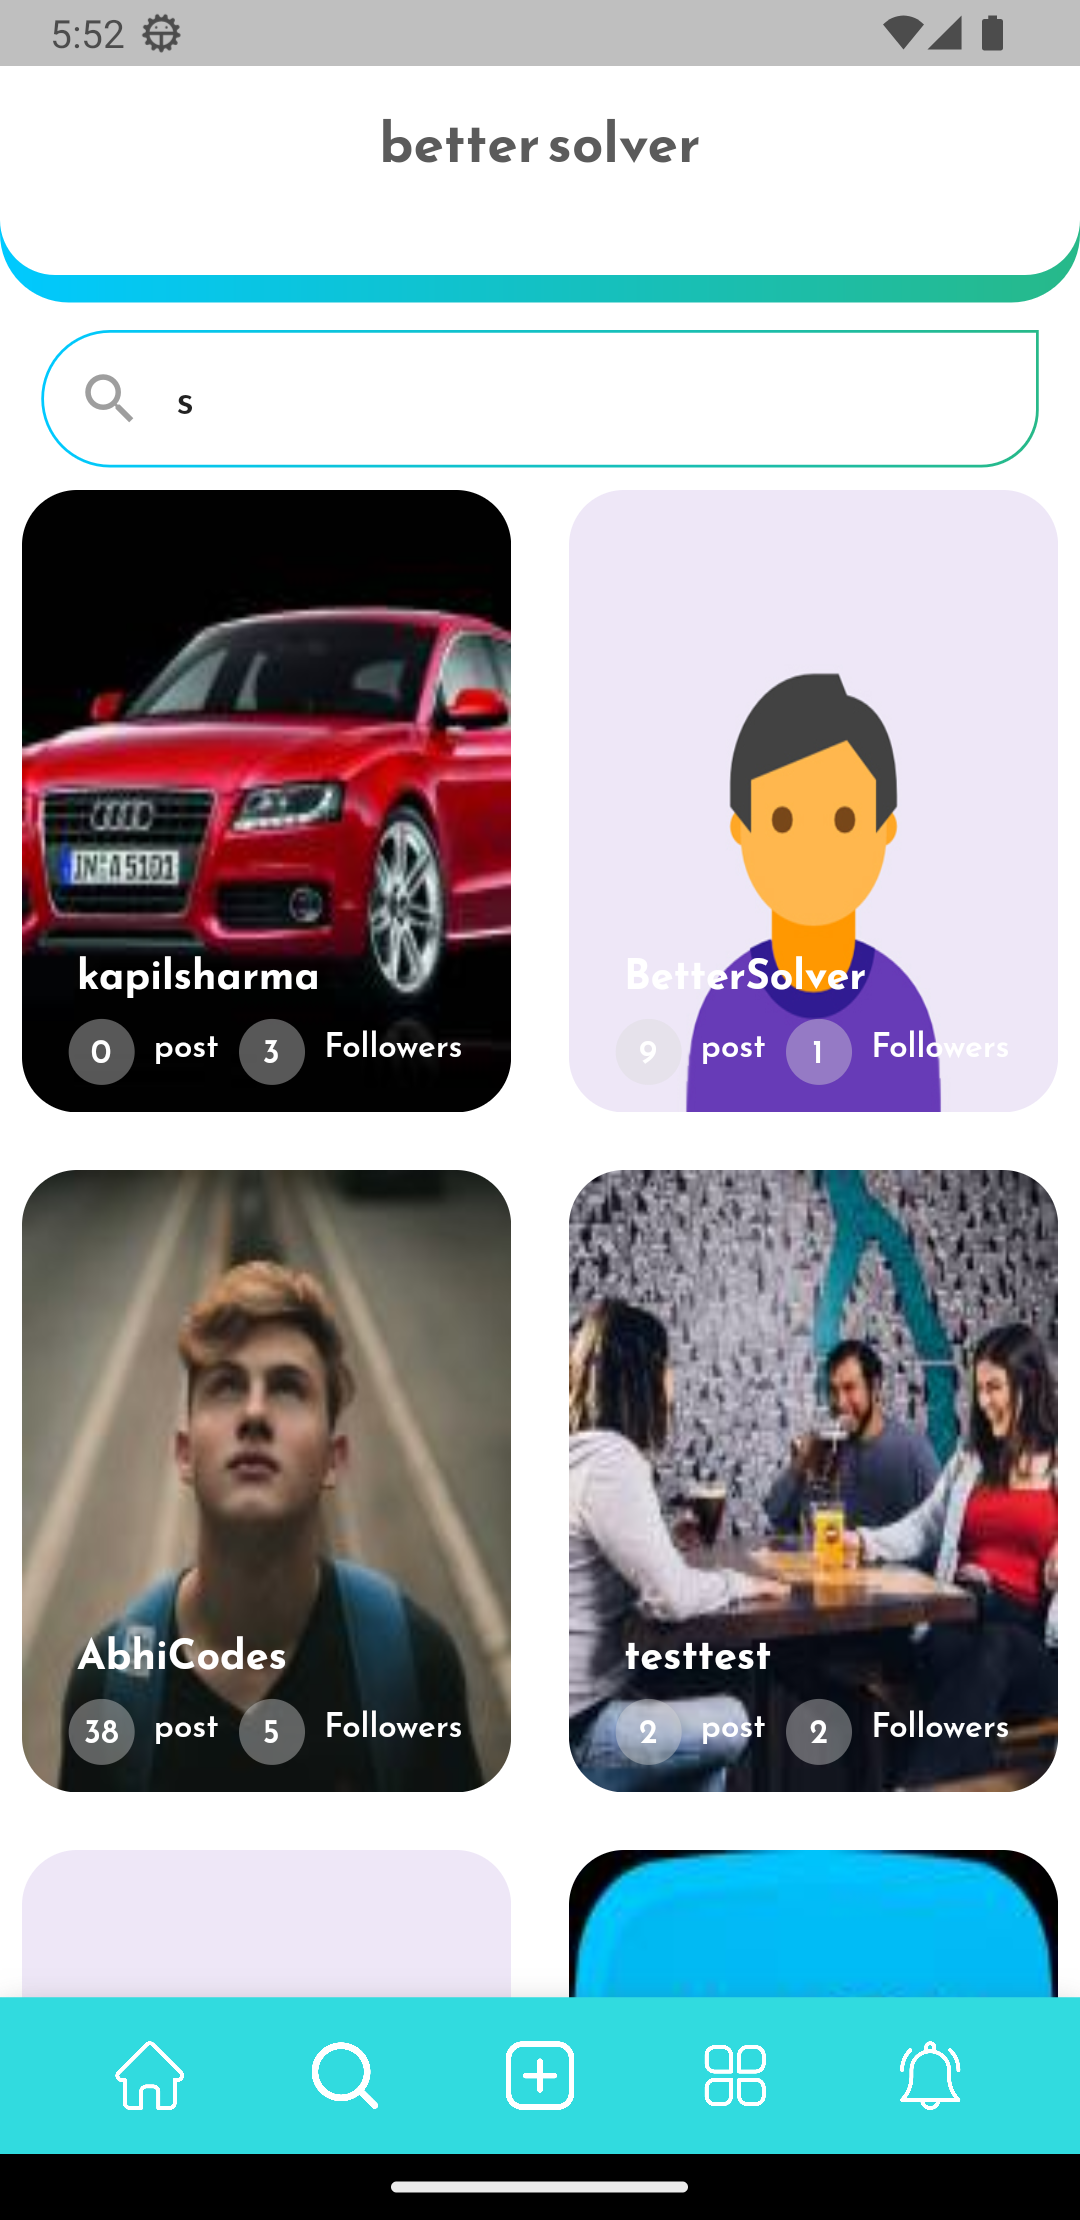 5:52
better solver
s
kapilsharma
0 post 3 Followers
BetterSolver
9 post 1 Followers
AbhiCodes
38 post 5 Followers
testtest
2 post 2 Followers